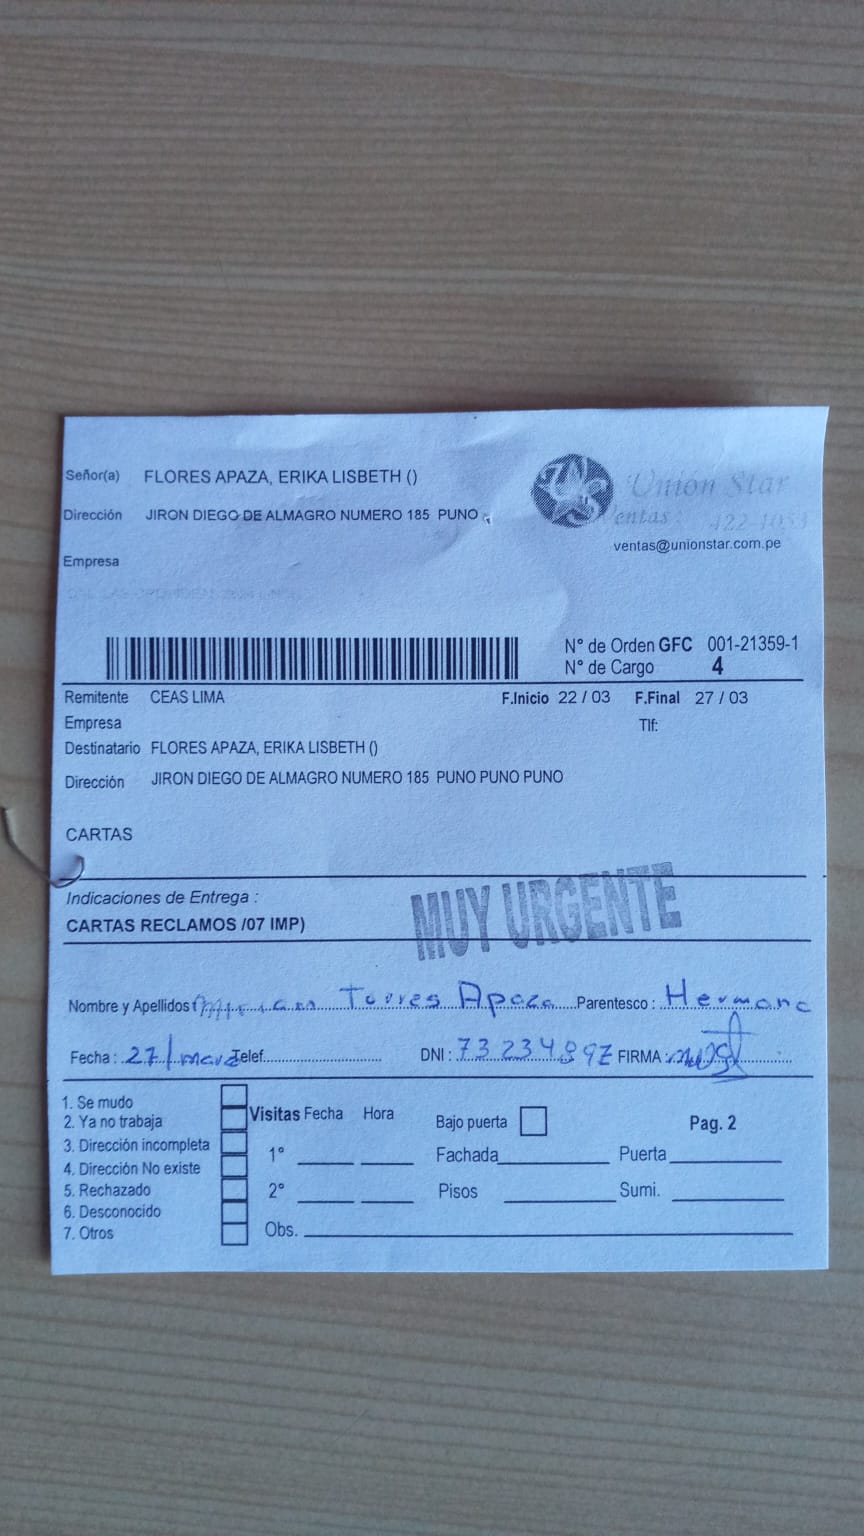 Señor(a) FLORES APAZA, ERIKA LISBETH ()
Dirección JIRON DIEGO DE ALMAGRO NUMERO 185 PUNO
Unión Star
Ventas: 422-1053
ventas@unionstar.com.pe
Empresa
N° de Orden GFC 001-21359-1
N° de Cargo 4
Remitente CEAS LIMA F.Inicio 22 / 03 F.Final 27 / 03
Empresa Tlf:
Destinatario FLORES APAZA, ERIKA LISBETH ()
Dirección JIRON DIEGO DE ALMAGRO NUMERO 185 PUNO PUNO PUNO
CARTAS
Indicaciones de Entrega :
CARTAS RECLAMOS /07 IMP)
MUY URGENTE
Nombre y Apellidos Torres Apaza Parentesco : Hermana
Fecha : 27/ Telef. DNI : FIRMA :
1. Se mudo
2. Ya no trabaja
3. Dirección incompleta
4. Dirección No existe
5. Rechazado
6. Desconocido
7. Otros
Visitas Fecha Hora Bajo puerta Pag. 2
1° Fachada Puerta
2° Pisos Sumi.
Obs.